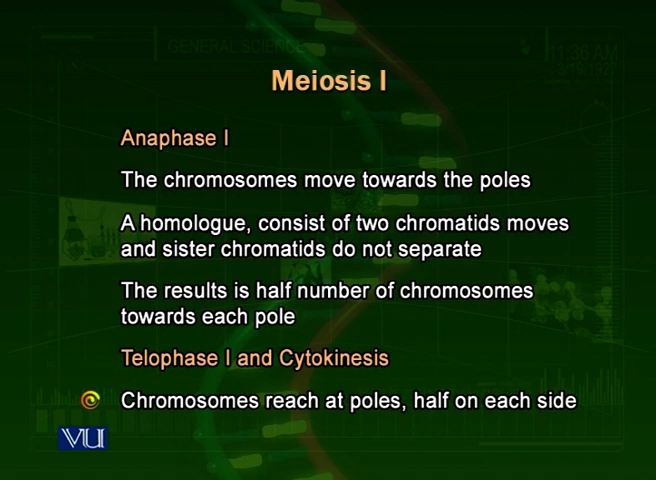 GENERAL SCIENCE
Meiosis I
Anaphase I
The chromosomes move towards the poles
A homologue, consist of two chromatids moves
and sister chromatids do not separate
The results is half number of chromosomes
towards each pole
Telophase I and Cytokinesis
Chromosomes reach at poles, half on each side
VU